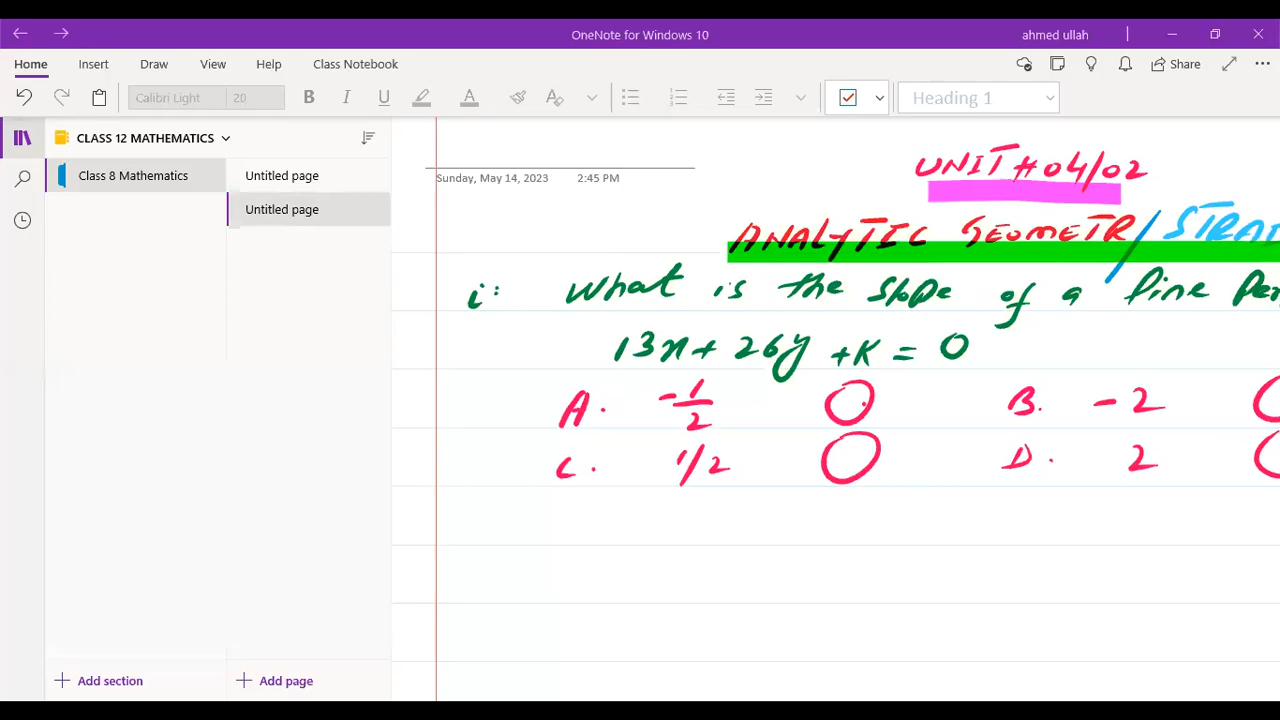 OneNote for Windows 10
ahmed ullah
Home Insert Draw View Help Class Notebook
Share
Calibri Light 20
B I U A
Heading 1
CLASS 12 MATHEMATICS
Class 8 Mathematics
Untitled page
Untitled page
Sunday, May 14, 2023 2:45 PM
UNIT # 04/02
ANALYTIC GEOMETR/ STRAI
i: What is the slope of a line Per
13x + 26y + K = 0
A. -1/2 B. -2
C. 1/2 D. 2
Add section
Add page